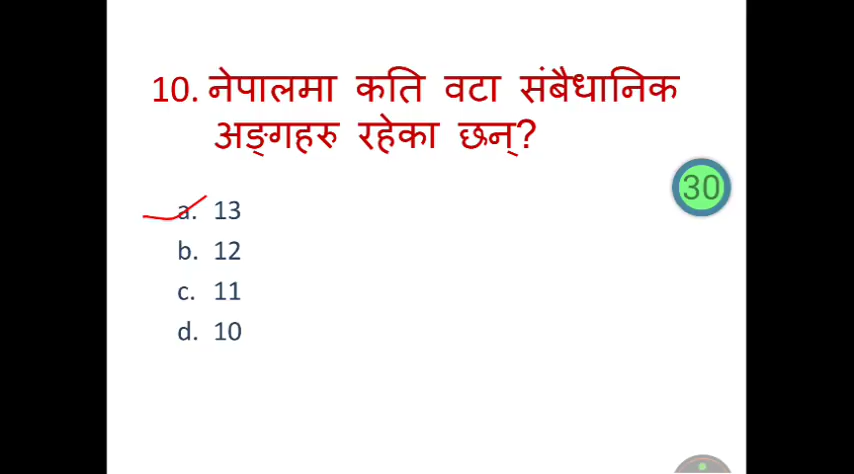 10. नेपालमा कति वटा संबैधानिक
अङ्गहरु रहेका छन्?
30
a. 13
b. 12
c. 11
d. 10